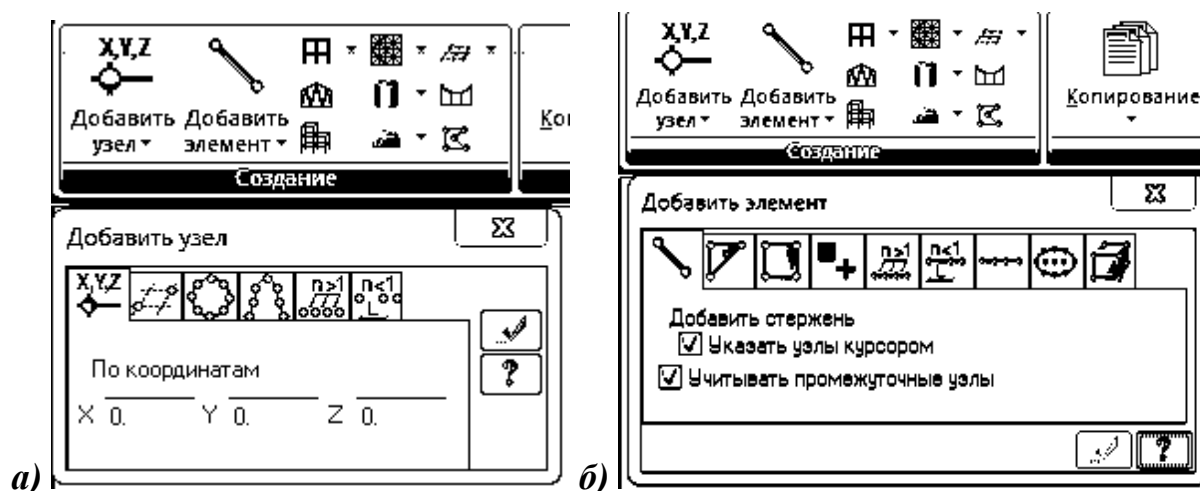 X,Y,Z
Добавить узел
Добавить элемент
Ко
Создание
Добавить узел
X,Y,Z
n>1
n<1
По координатам
X 0. Y 0. Z 0.
?
а)
X,Y,Z
Добавить узел
Добавить элемент
Копирование
Создание
Добавить элемент
n>1
n<1
Добавить стержень
Указать узлы курсором
Учитывать промежуточные узлы
?
б)